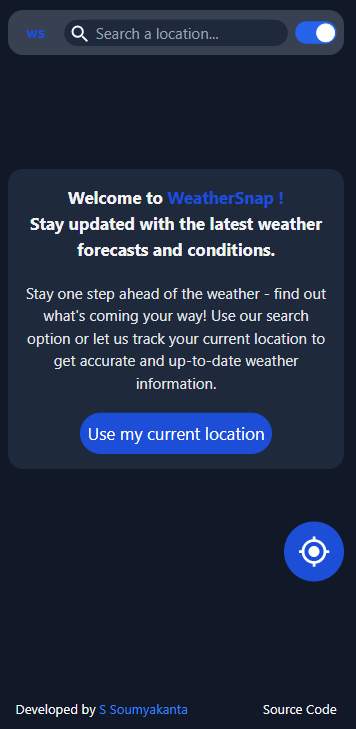 ws
Search a location...
Welcome to WeatherSnap !
Stay updated with the latest weather
forecasts and conditions.
Stay one step ahead of the weather - find out
what's coming your way! Use our search
option or let us track your current location to
get accurate and up-to-date weather
information.
Use my current location
Developed by S Soumyakanta
Source Code